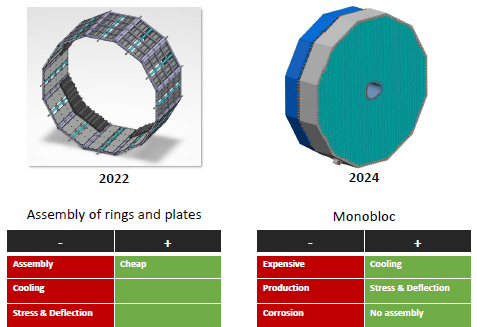 2022
2024
Assembly of rings and plates
Monobloc
- +
Assembly Cheap
Cooling
Stress & Deflection
- +
Expensive Cooling
Production Stress & Deflection
Corrosion No assembly